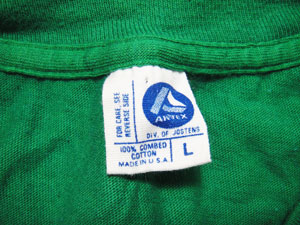 FOR CARE, SEE
REVERSE SIDE
ARTEX
DIV. OF JOSTENS
100% COMBED
COTTON
MADE IN U.S.A.
L